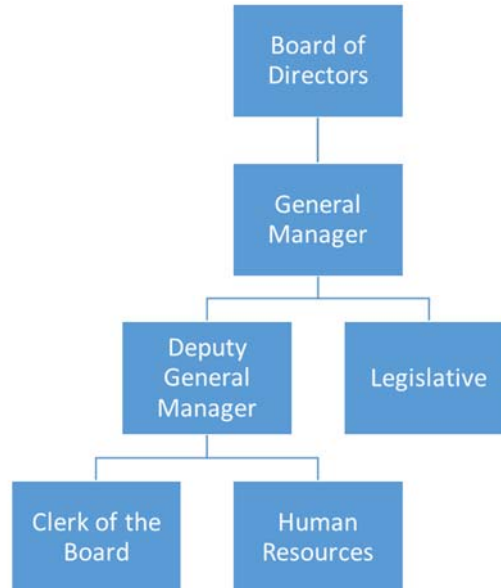 Board of
Directors
General
Manager
Deputy
General
Manager
Legislative
Clerk of the
Board
Human
Resources